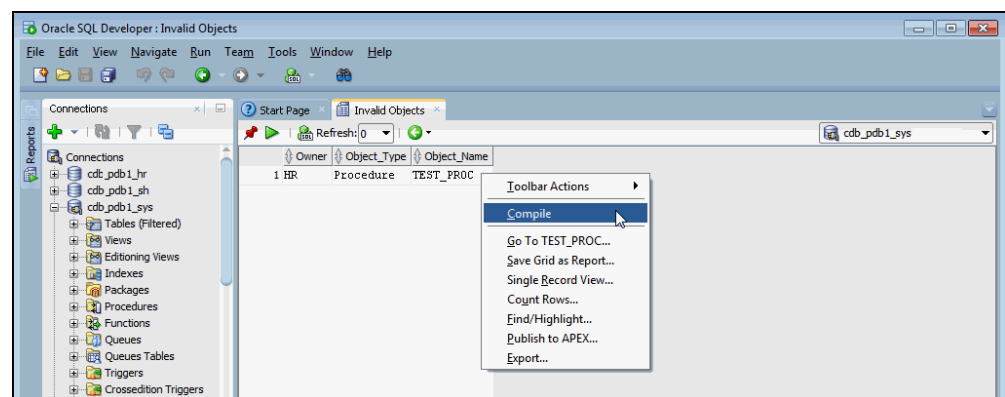 Oracle SQL Developer : Invalid Objects
File Edit View Navigate Run Team Tools Window Help
Connections
Start Page
Invalid Objects
Reports
Refresh: 0
cdb_pdb1_sys
Connections
cdb_pdb1_hr
cdb_pdb1_sh
cdb_pdb1_sys
Tables (Filtered)
Views
Editioning Views
Indexes
Packages
Procedures
Functions
Queues
Queues Tables
Triggers
Crossedition Triggers
Owner Object_Type Object_Name
1 HR Procedure TEST_PROC
Toolbar Actions
Compile
Go To TEST_PROC...
Save Grid as Report...
Single Record View...
Count Rows...
Find/Highlight...
Publish to APEX...
Export...